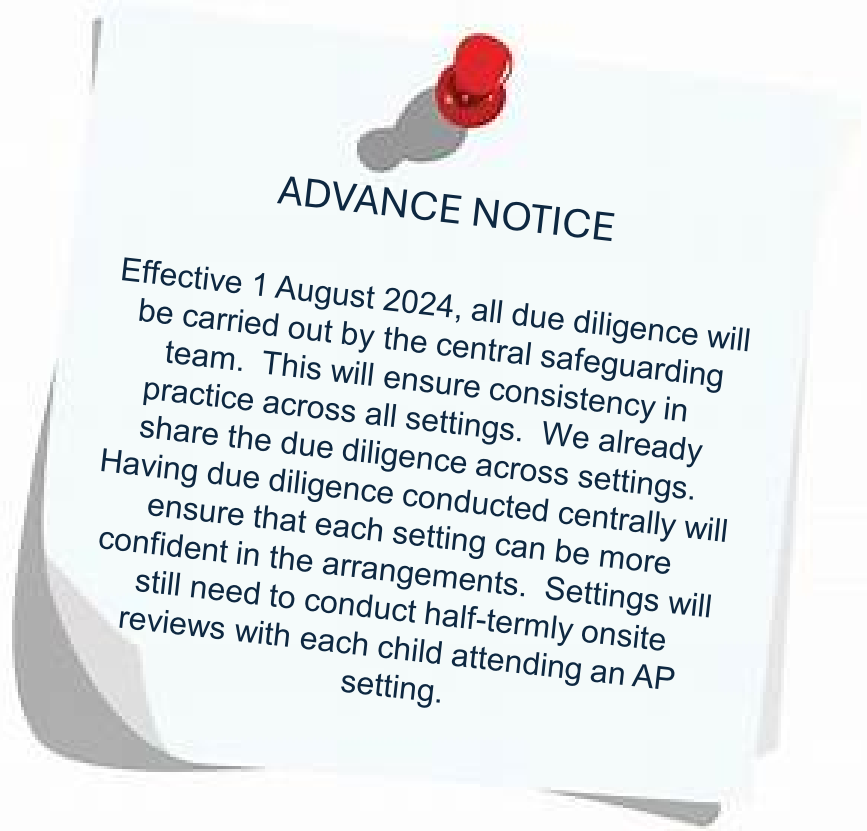 ADVANCE NOTICE
Effective 1 August 2024, all due diligence will
be carried out by the central safeguarding
team.  This will ensure consistency in
practice across all settings.  We already
share the due diligence across settings.
Having due diligence conducted centrally will
ensure that each setting can be more
confident in the arrangements.  Settings will
still need to conduct half-termly onsite
reviews with each child attending an AP
setting.